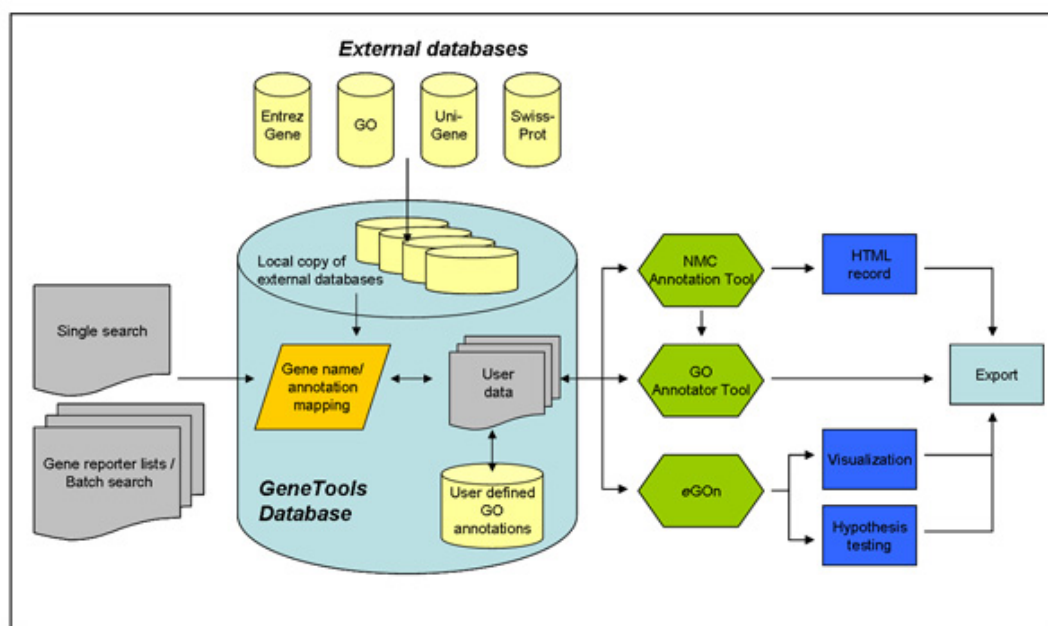 External databases
Entrez
Gene
GO
Uni-
Gene
Swiss-
Prot
Local copy of
external databases
Single search
Gene reporter lists /
Batch search
Gene name/
annotation
mapping
User
data
GeneTools
Database
User defined
GO
annotations
NMC
Annotation Tool
HTML
record
GO
Annotator Tool
Export
eGOn
Visualization
Hypothesis
testing